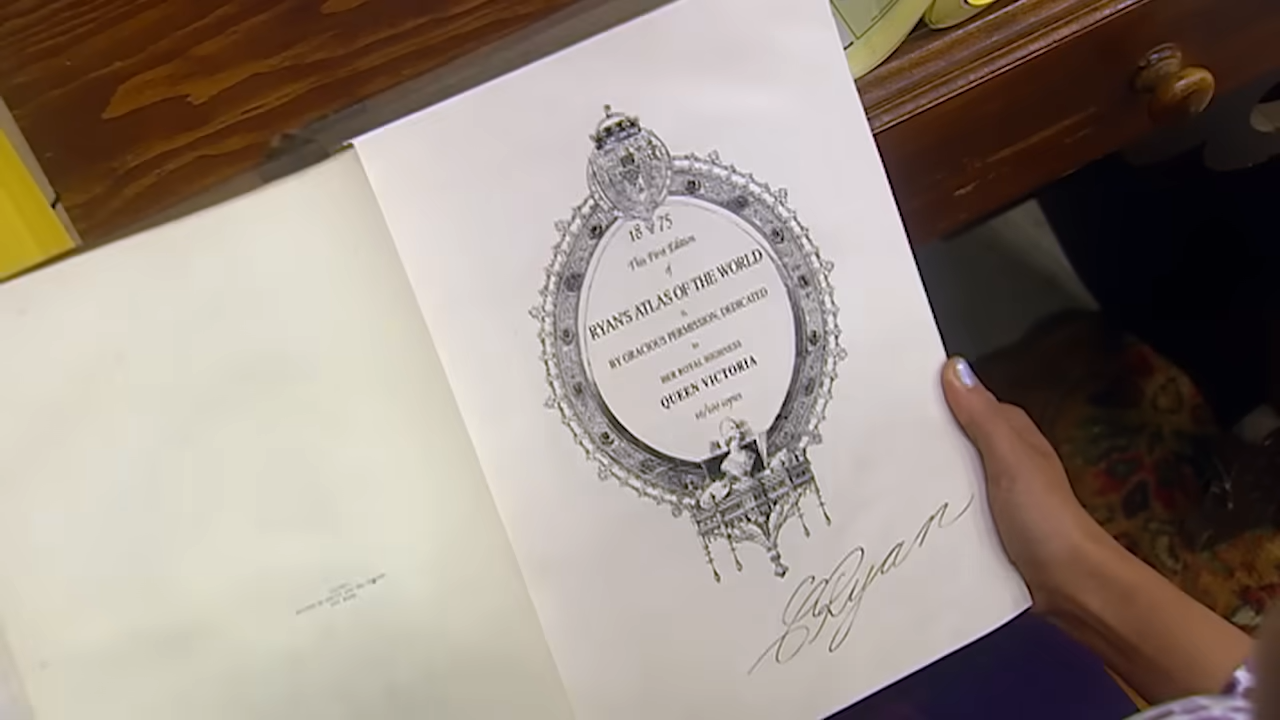 18 75
This First Edition
of
RYAN'S ATLAS OF THE WORLD
is
BY GRACIOUS PERMISSION, DEDICATED
to
HER ROYAL HIGHNESS
QUEEN VICTORIA
copies
Ryan